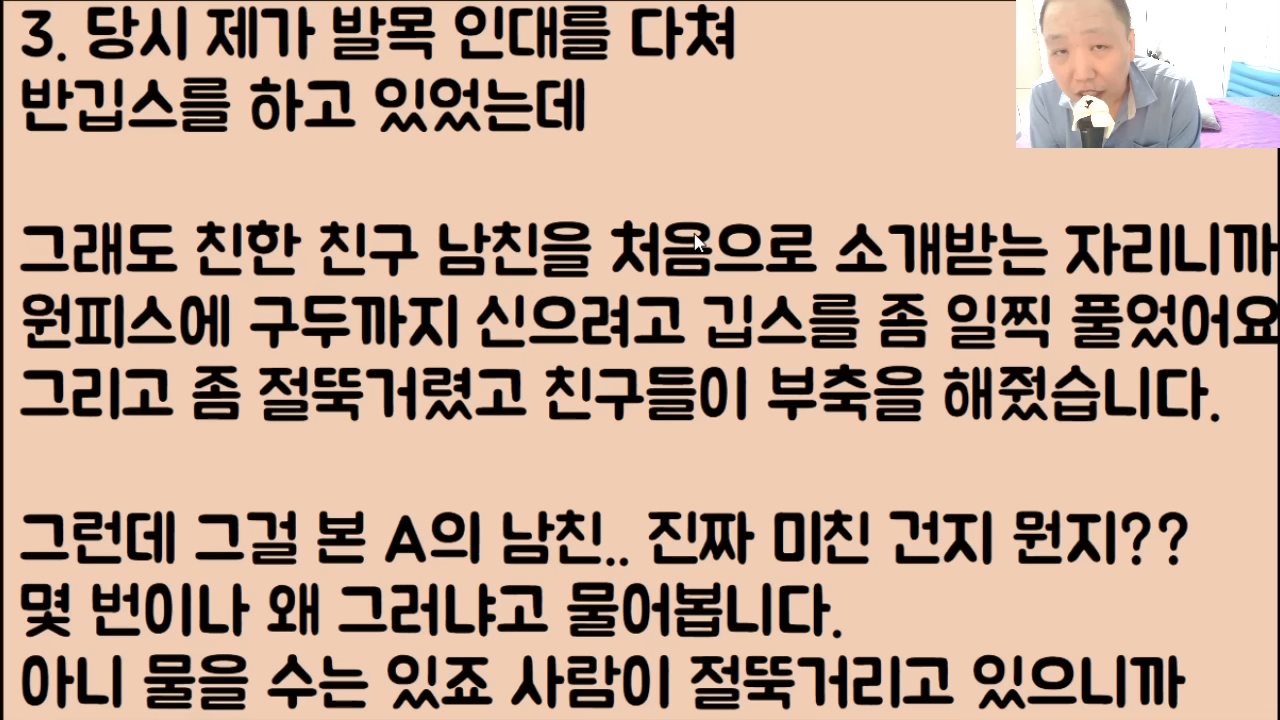 3. 당시 제가 발목 인대를 다쳐
반깁스를 하고 있었는데
그래도 친한 친구 남친을 처음으로 소개받는 자리니까
원피스에 구두까지 신으려고 깁스를 좀 일찍 풀었어요
그리고 좀 절뚝거렸고 친구들이 부축을 해줬습니다.
그런데 그걸 본 A의 남친.. 진짜 미친 건지 뭔지??
몇 번이나 왜 그러냐고 물어봅니다.
아니 물을 수는 있죠 사람이 절뚝거리고 있으니까